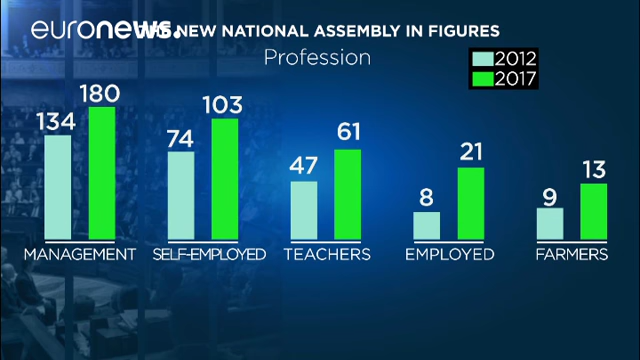 euronews.
THE NEW NATIONAL ASSEMBLY IN FIGURES
Profession
2012
2017
134 180 74 103 47 61 8 21 9 13
MANAGEMENT SELF-EMPLOYED TEACHERS EMPLOYED FARMERS